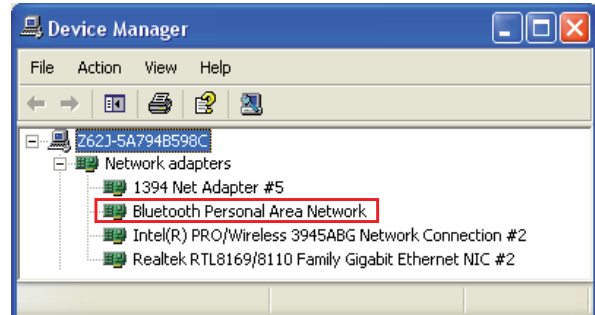 Device Manager
File Action View Help
Z62J-5A794B598C
Network adapters
1394 Net Adapter #5
Bluetooth Personal Area Network
Intel(R) PRO/Wireless 3945ABG Network Connection #2
Realtek RTL8169/8110 Family Gigabit Ethernet NIC #2